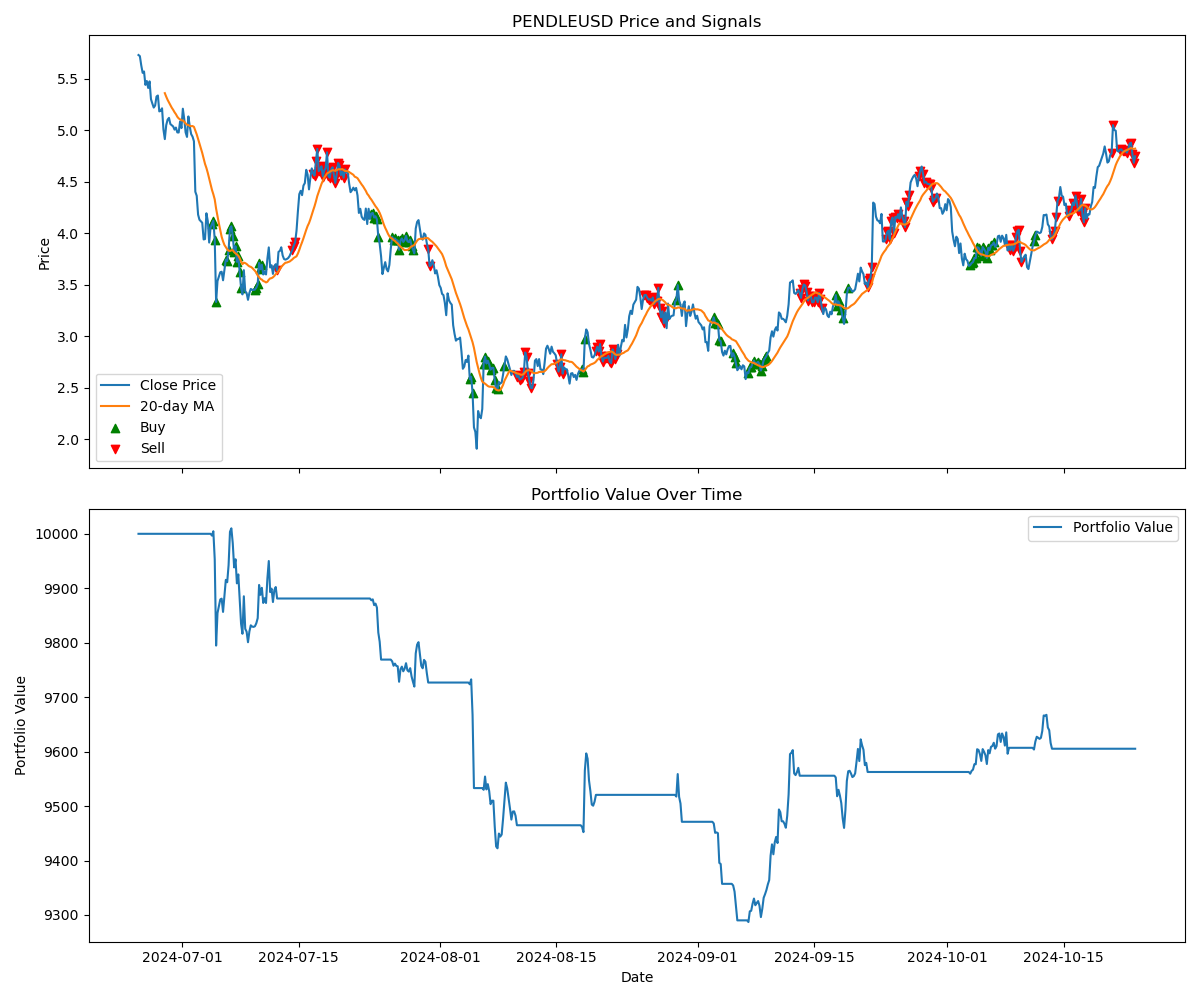 PENDLEUSD Price and Signals
Price
5.5
5.0
4.5
4.0
3.5
3.0
2.5
2.0
Close Price
20-day MA
Buy
Sell
Portfolio Value Over Time
Portfolio Value
Portfolio Value
10000
9900
9800
9700
9600
9500
9400
9300
2024-07-01
2024-07-15
2024-08-01
2024-08-15
2024-09-01
2024-09-15
2024-10-01
2024-10-15
Date